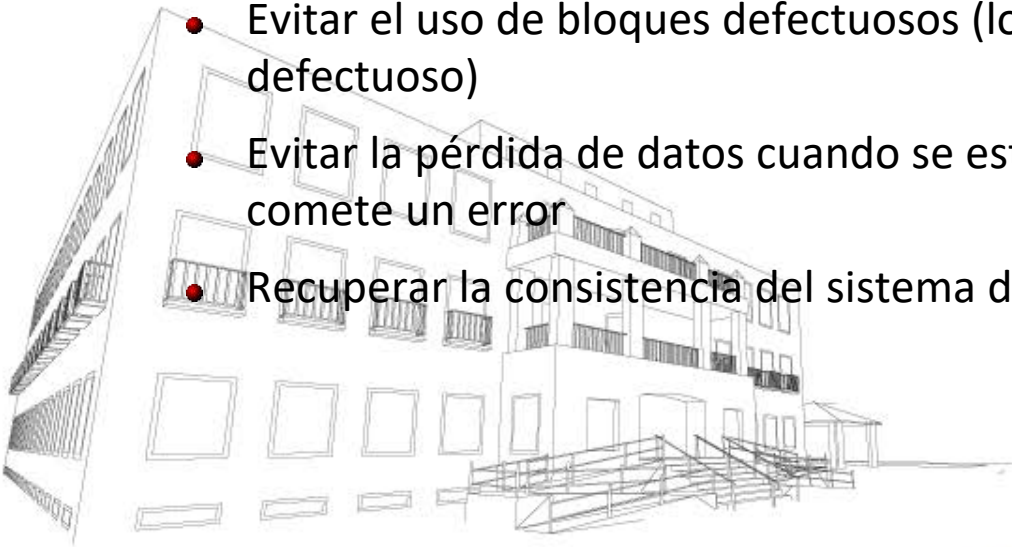 Evitar el uso de bloques defectuosos (lo
defectuoso)
Evitar la pérdida de datos cuando se est
comete un error
Recuperar la consistencia del sistema d